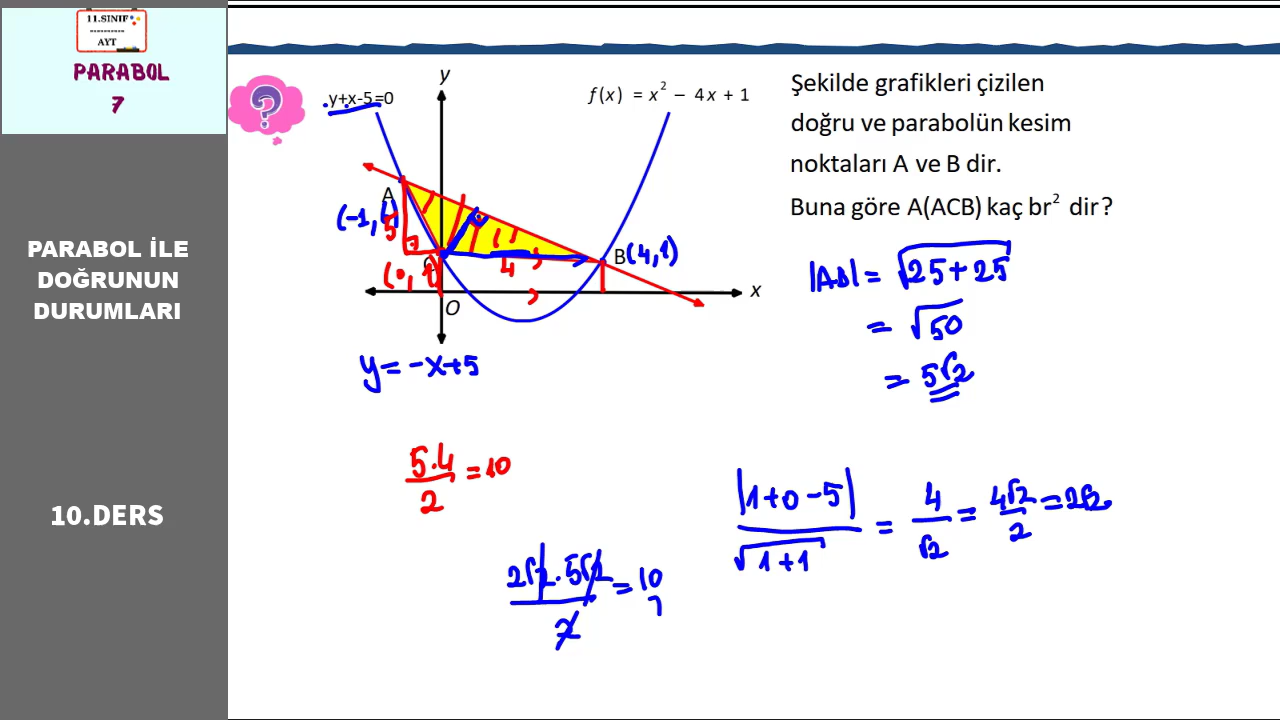 11.SINIF
----------
AYT
PARABOL
7
PARABOL İLE
DOĞRUNUN
DURUMLARI
10.DERS
y+x-5=0
y
f(x) = x² − 4x + 1
A
B
x
O
(4,1)
y = -x+5
5.4/2 = 10
Şekilde grafikleri çizilen
doğru ve parabolün kesim
noktaları A ve B dir.
Buna göre A(ACB) kaç br² dir?
|AB| = √25+25
= √50
= 5√2
|1+0-5|/√1+1 = 4/√2 = 4√2/2 = 2√2
2√2.5√2/2 = 10